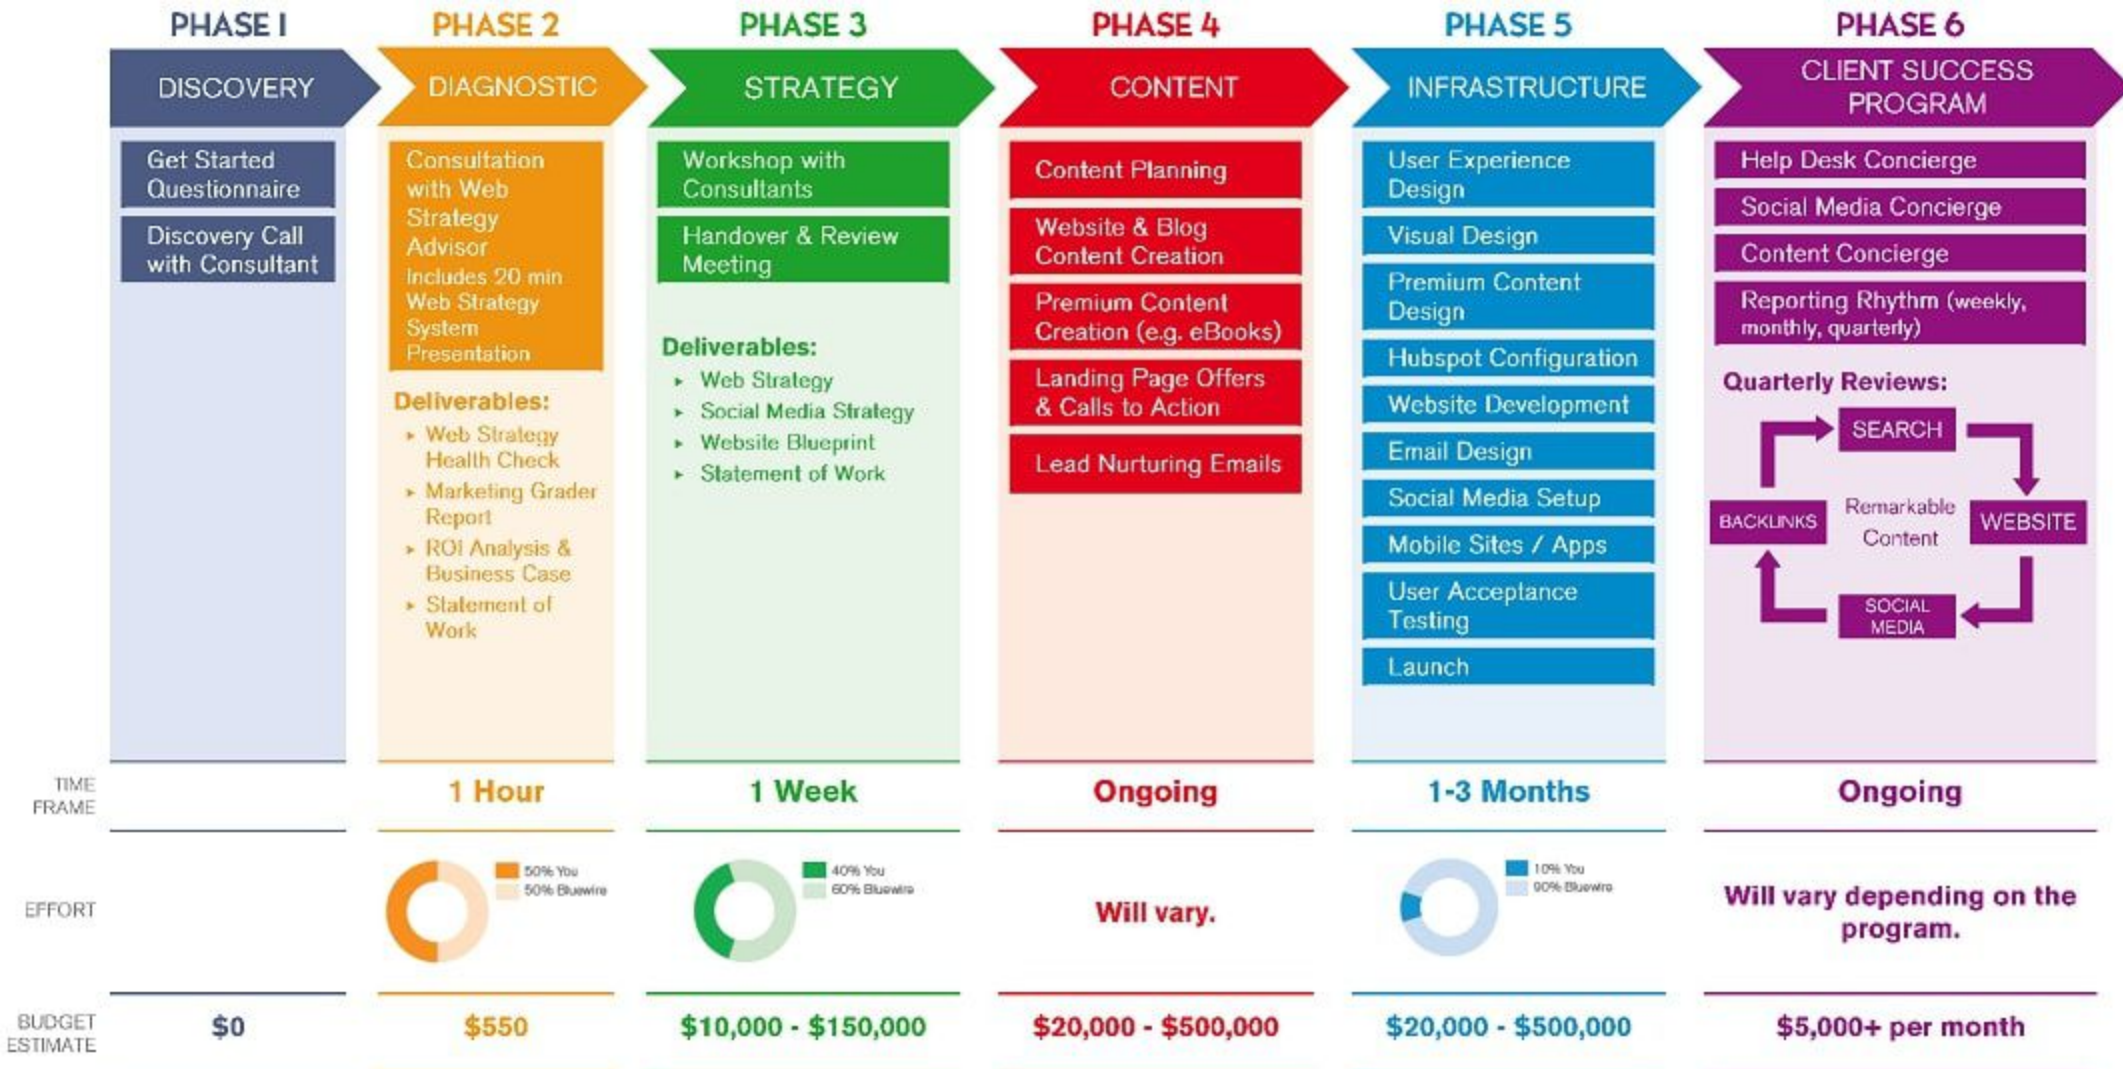 PHASE 1
PHASE 2
PHASE 3
PHASE 4
PHASE 5
PHASE 6
DISCOVERY
DIAGNOSTIC
STRATEGY
CONTENT
INFRASTRUCTURE
CLIENT SUCCESS
PROGRAM
Get Started
Questionnaire
Discovery Call
with Consultant
Consultation
with Web
Strategy
Advisor
Includes 20 min
Web Strategy
System
Presentation
Deliverables:
▸ Web Strategy
Health Check
▸ Marketing Grader
Report
▸ ROI Analysis &
Business Case
▸ Statement of
Work
Workshop with
Consultants
Handover & Review
Meeting
Deliverables:
▸ Web Strategy
▸ Social Media Strategy
▸ Website Blueprint
▸ Statement of Work
Content Planning
Website & Blog
Content Creation
Premium Content
Creation (e.g. eBooks)
Landing Page Offers
& Calls to Action
Lead Nurturing Emails
User Experience
Design
Visual Design
Premium Content
Design
Hubspot Configuration
Website Development
Email Design
Social Media Setup
Mobile Sites / Apps
User Acceptance
Testing
Launch
Help Desk Concierge
Social Media Concierge
Content Concierge
Reporting Rhythm (weekly,
monthly, quarterly)
Quarterly Reviews:
SEARCH
BACKLINKS
Remarkable
Content
WEBSITE
SOCIAL
MEDIA
TIME
FRAME
1 Hour
1 Week
Ongoing
1-3 Months
Ongoing
EFFORT
50% You
50% Bluewire
40% You
60% Bluewire
Will vary.
10% You
90% Bluewire
Will vary depending on the
program.
BUDGET
ESTIMATE
$0
$550
$10,000 - $150,000
$20,000 - $500,000
$20,000 - $500,000
$5,000+ per month